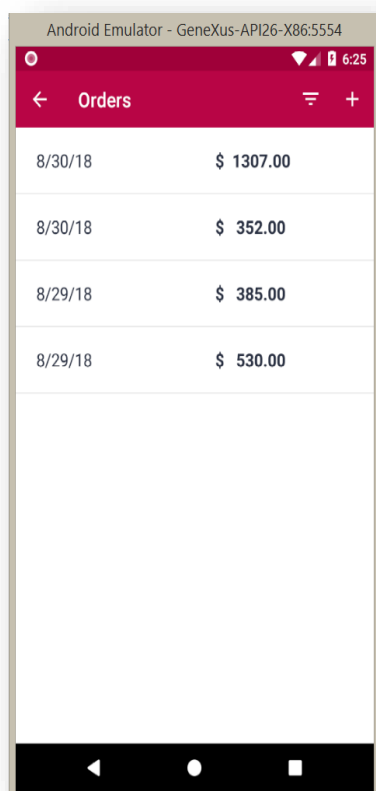 Android Emulator - GeneXus-API26-X86:5554
6:25
Orders
8/30/18 $ 1307.00
8/30/18 $ 352.00
8/29/18 $ 385.00
8/29/18 $ 530.00